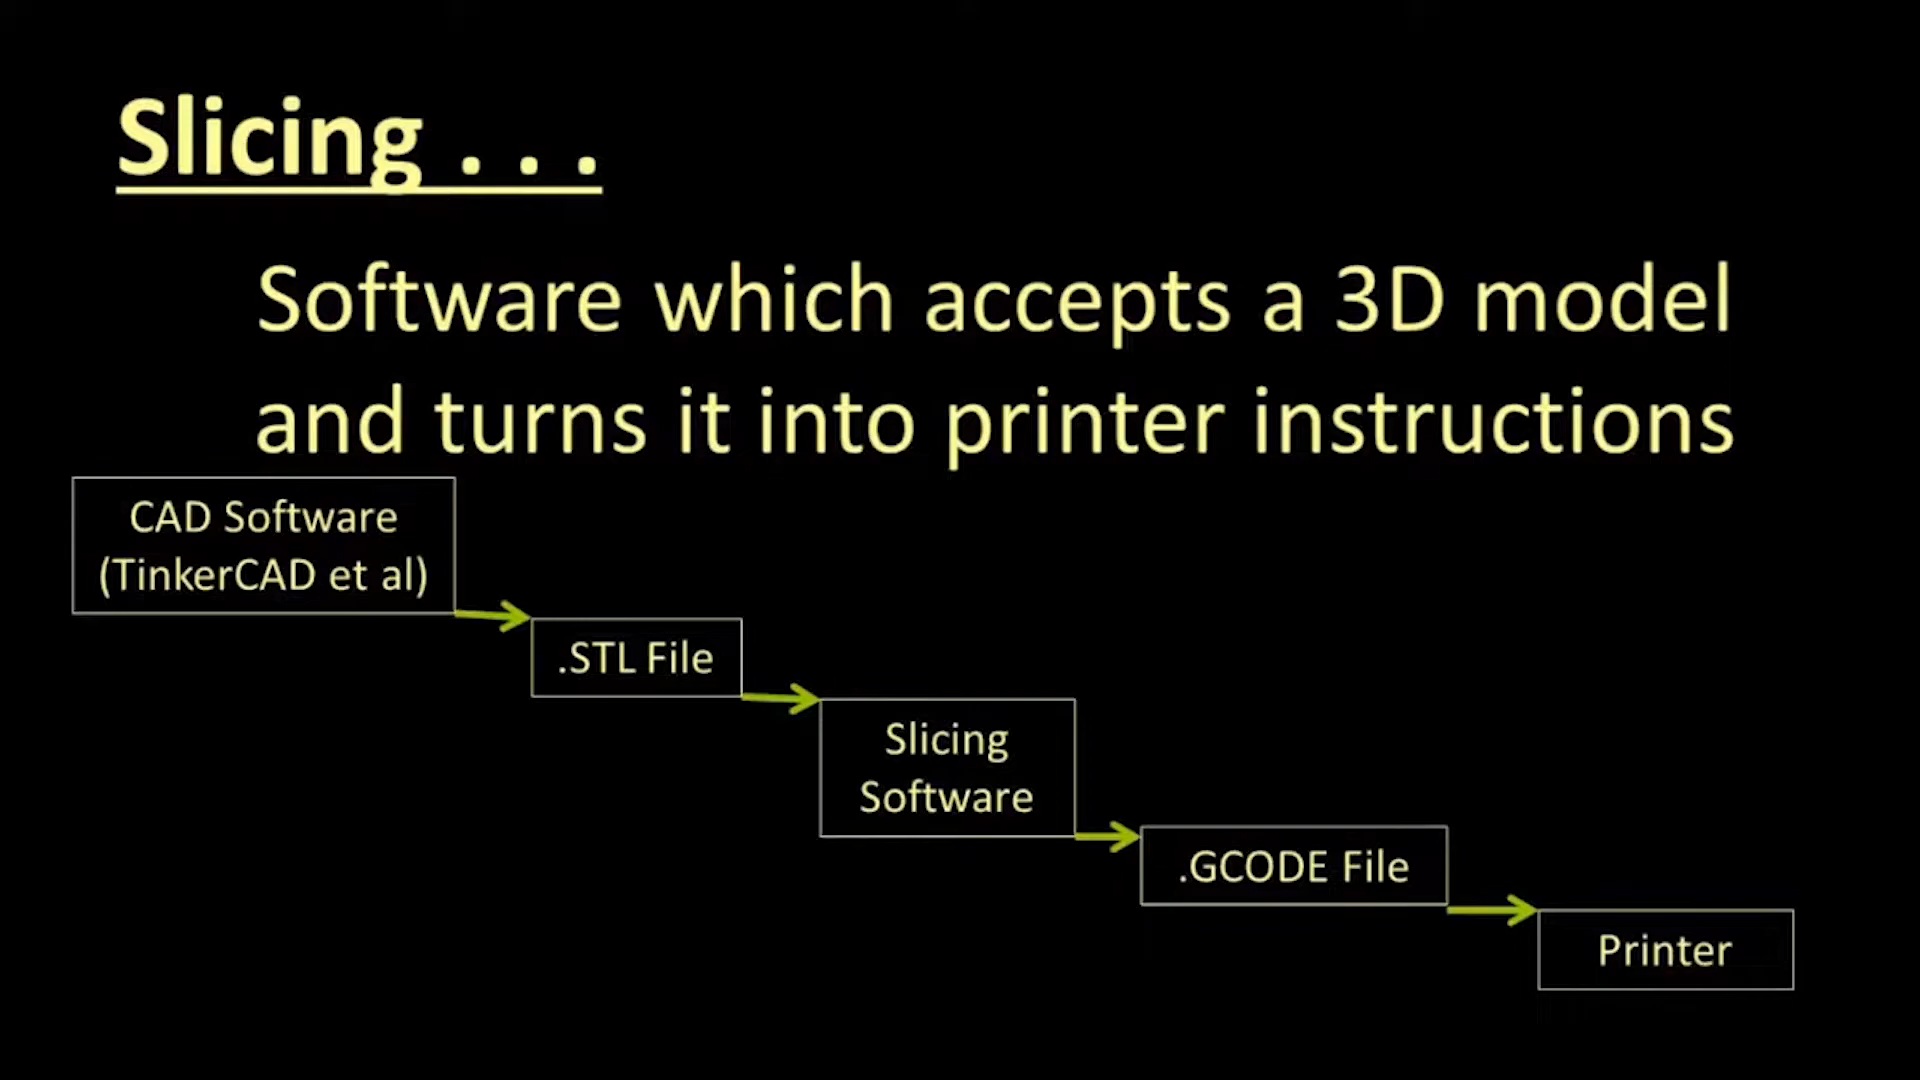 Slicing . . .
Software which accepts a 3D model
and turns it into printer instructions
CAD Software
(TinkerCAD et al)
.STL File
Slicing
Software
.GCODE File
Printer